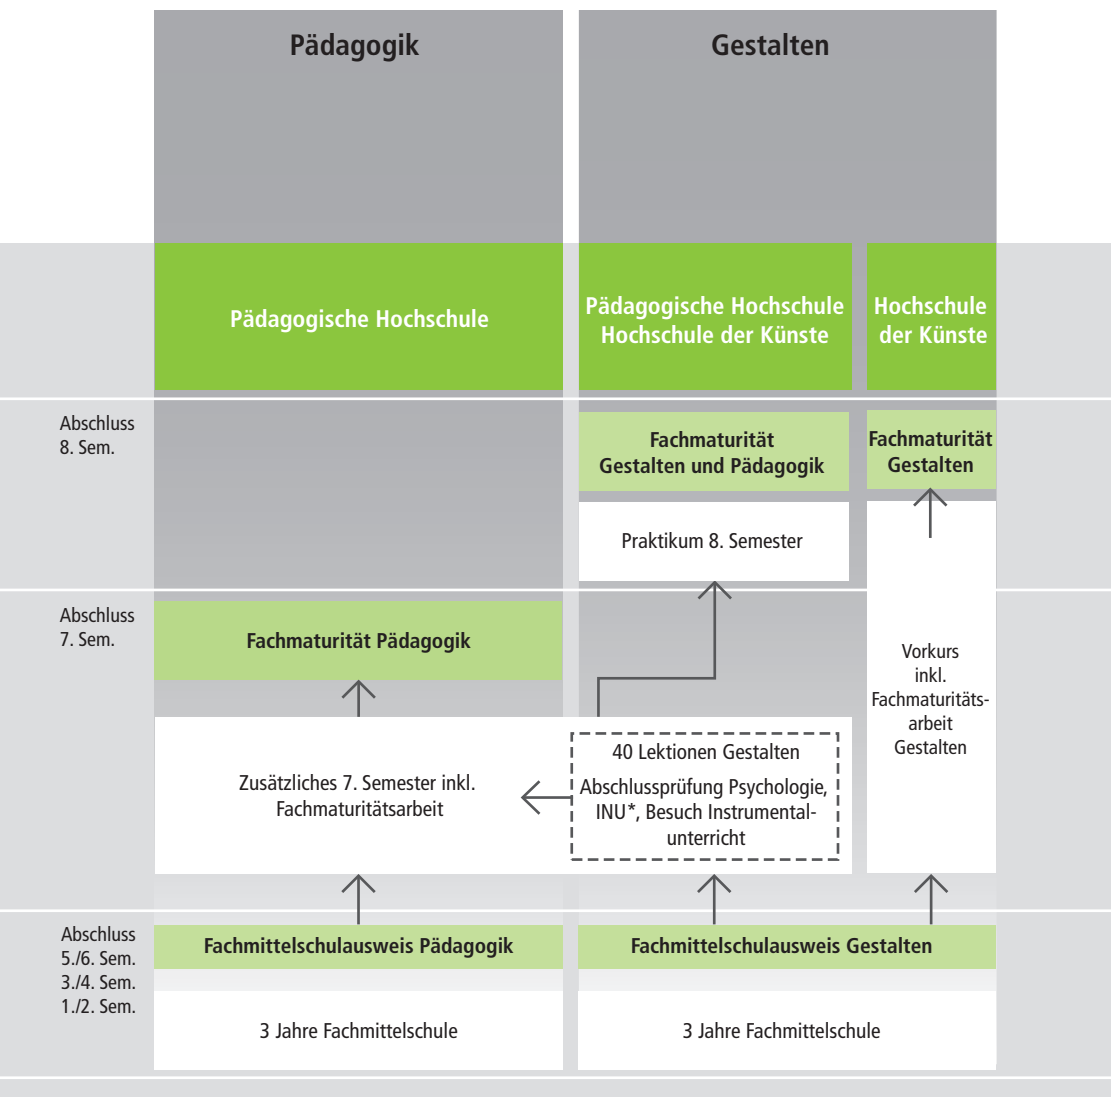 Pädagogik
Gestalten
Pädagogische Hochschule
Pädagogische Hochschule
Hochschule der Künste
Hochschule
der Künste
Abschluss
8. Sem.
Fachmaturität
Gestalten und Pädagogik
Fachmaturität
Gestalten
Praktikum 8. Semester
Abschluss
7. Sem.
Fachmaturität Pädagogik
Vorkurs
inkl.
Fachmaturitäts-
arbeit
Gestalten
Zusätzliches 7. Semester inkl.
Fachmaturitätsarbeit
40 Lektionen Gestalten
Abschlussprüfung Psychologie,
INU*, Besuch Instrumental-
unterricht
Abschluss
5./6. Sem.
3./4. Sem.
1./2. Sem.
Fachmittelschulausweis Pädagogik
Fachmittelschulausweis Gestalten
3 Jahre Fachmittelschule
3 Jahre Fachmittelschule